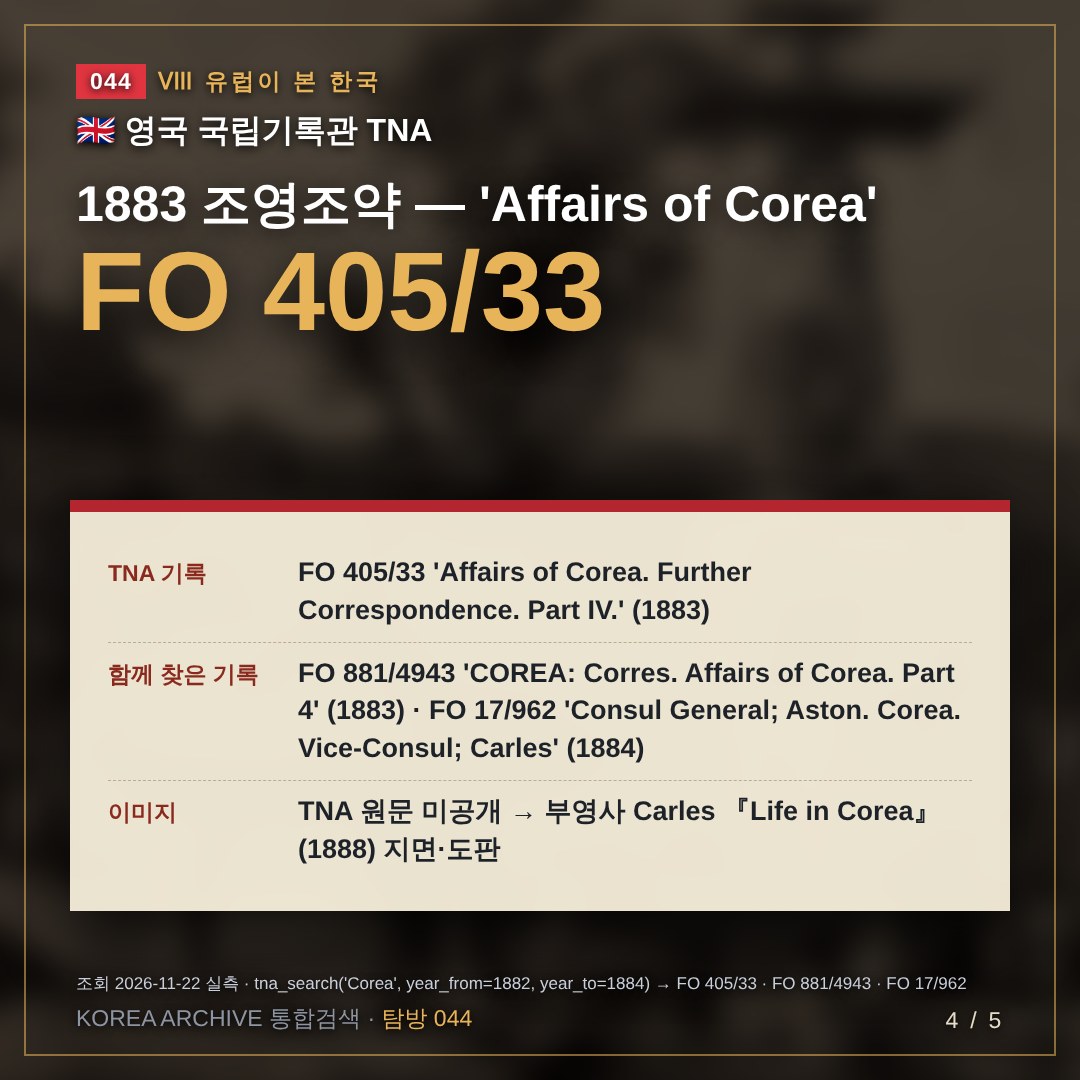 044 Ⅷ 유럽이 본 한국
🇬🇧 영국 국립기록관 TNA
1883 조영조약 — 'Affairs of Corea'
FO 405/33
TNA 기록
FO 405/33 'Affairs of Corea. Further
Correspondence. Part IV.' (1883)
함께 찾은 기록
FO 881/4943 'COREA: Corres. Affairs of Corea. Part
4' (1883) · FO 17/962 'Consul General; Aston. Corea.
Vice-Consul; Carles' (1884)
이미지
TNA 원문 미공개 → 부영사 Carles 『Life in Corea』
(1888) 지면·도판
조회 2026-11-22 실측 · tna_search('Corea', year_from=1882, year_to=1884) → FO 405/33 · FO 881/4943 · FO 17/962
KOREA ARCHIVE 통합검색 · 탐방 044
4 / 5